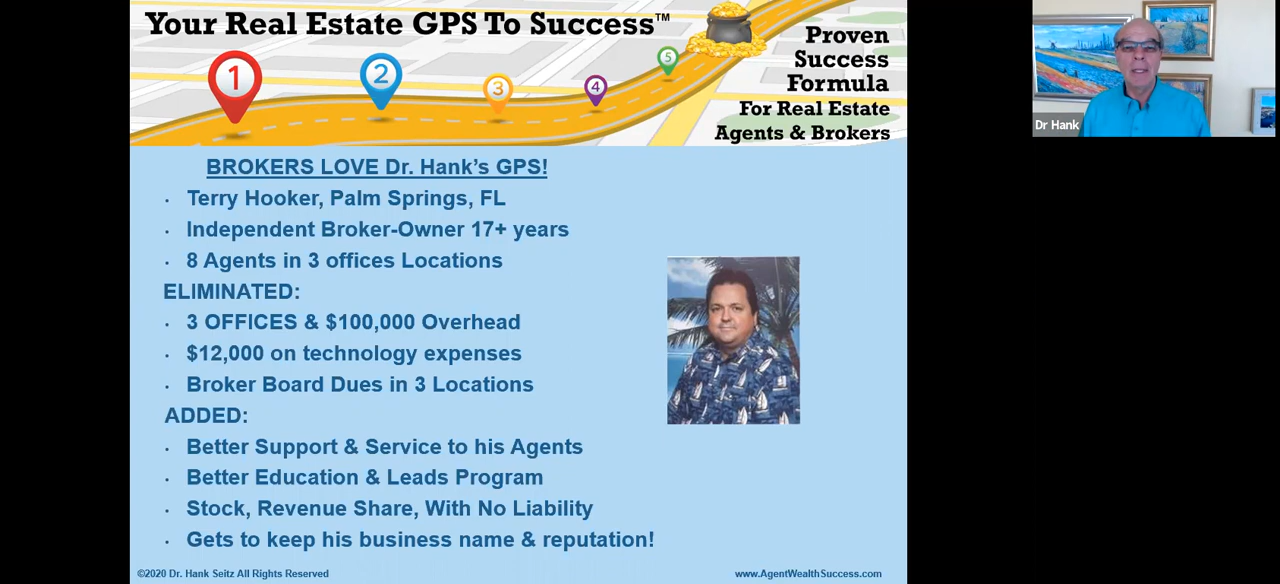 Your Real Estate GPS To Success™
1
2
3
4
5
Proven
Success
Formula
For Real Estate
Agents & Brokers
Dr Hank
BROKERS LOVE Dr. Hank's GPS!
· Terry Hooker, Palm Springs, FL
· Independent Broker-Owner 17+ years
· 8 Agents in 3 offices Locations
ELIMINATED:
· 3 OFFICES & $100,000 Overhead
· $12,000 on technology expenses
· Broker Board Dues in 3 Locations
ADDED:
· Better Support & Service to his Agents
· Better Education & Leads Program
· Stock, Revenue Share, With No Liability
· Gets to keep his business name & reputation!
©2020 Dr. Hank Seitz All Rights Reserved
www.AgentWealthSuccess.com